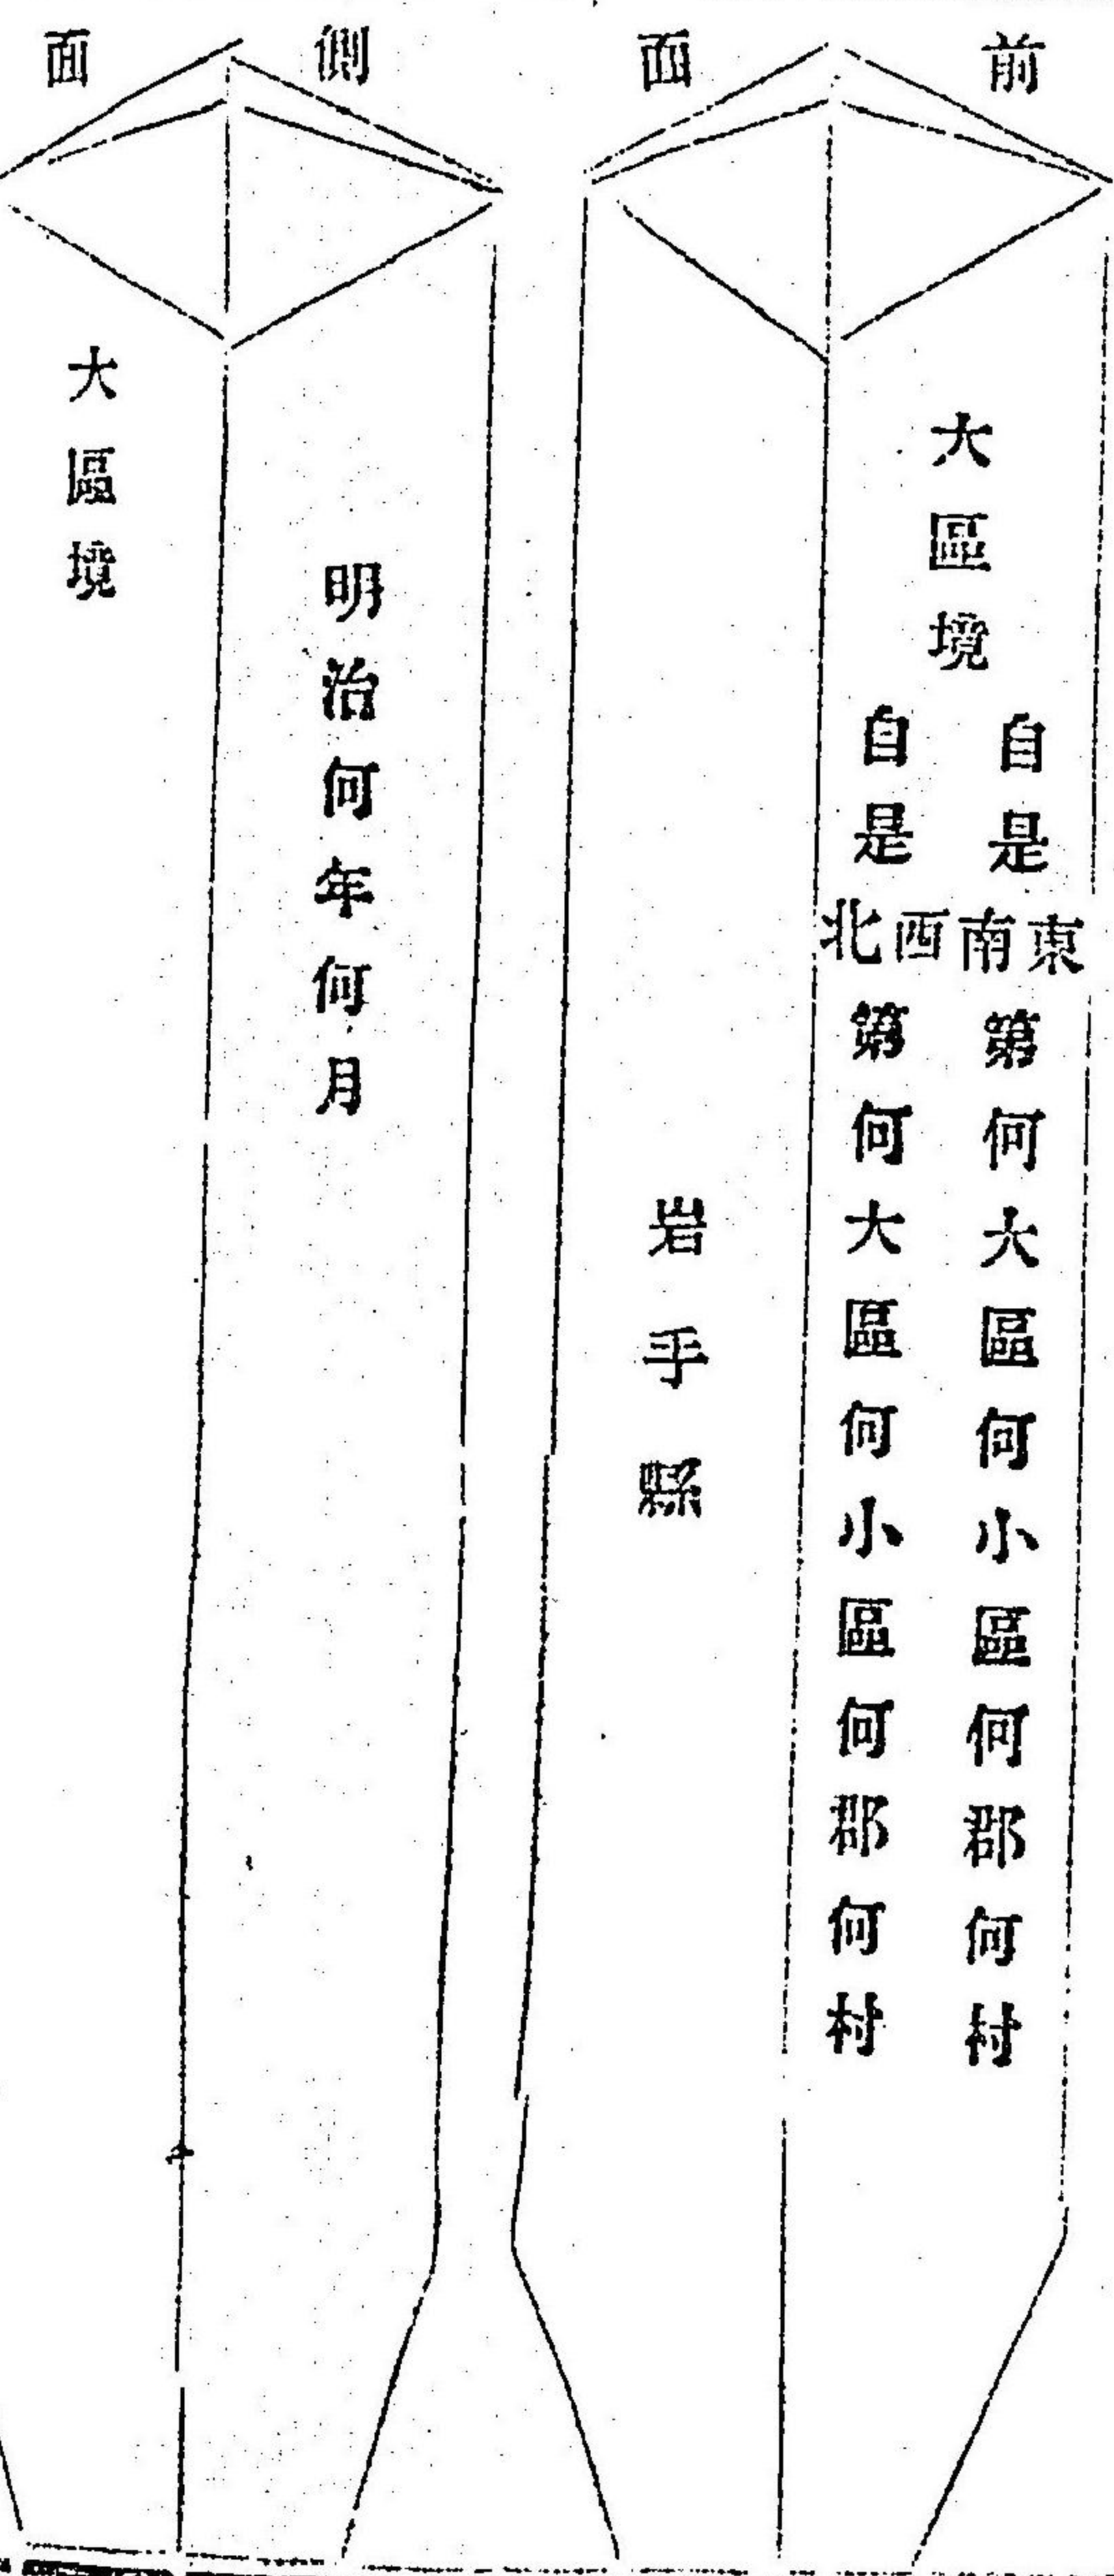 前面
大區境
自是東南第何大區何小區何郡何村
自是西北第何大區何小區何郡何村
岩手縣
側面
明治何年何月
大區境